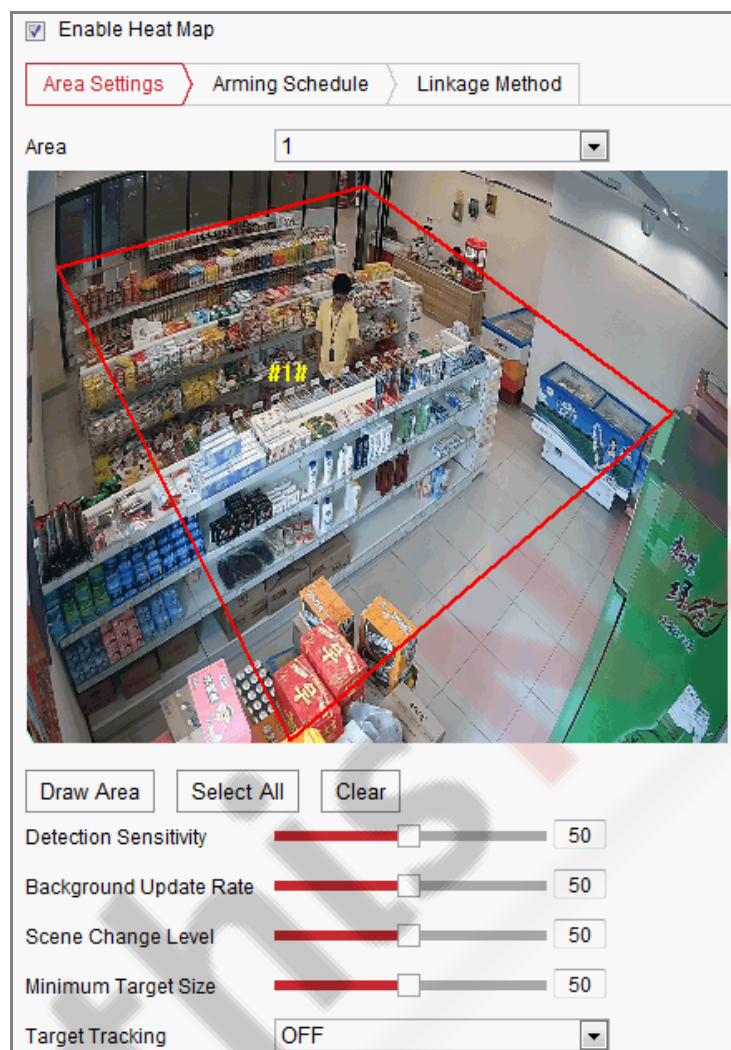 Enable Heat Map
Area Settings Arming Schedule Linkage Method
Area 1
#1#
Draw Area Select All Clear
Detection Sensitivity 50
Background Update Rate 50
Scene Change Level 50
Minimum Target Size 50
Target Tracking OFF